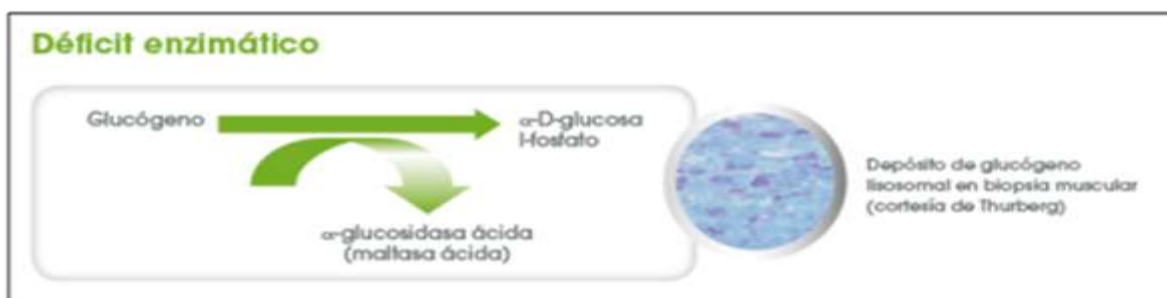 Déficit enzimático
Glucógeno
α-D-glucosa
l-fosfato
α-glucosidasa ácida
(maltasa ácida)
Depósito de glucógeno
lisosomal en biopsia muscular
(cortesía de Thurberg)